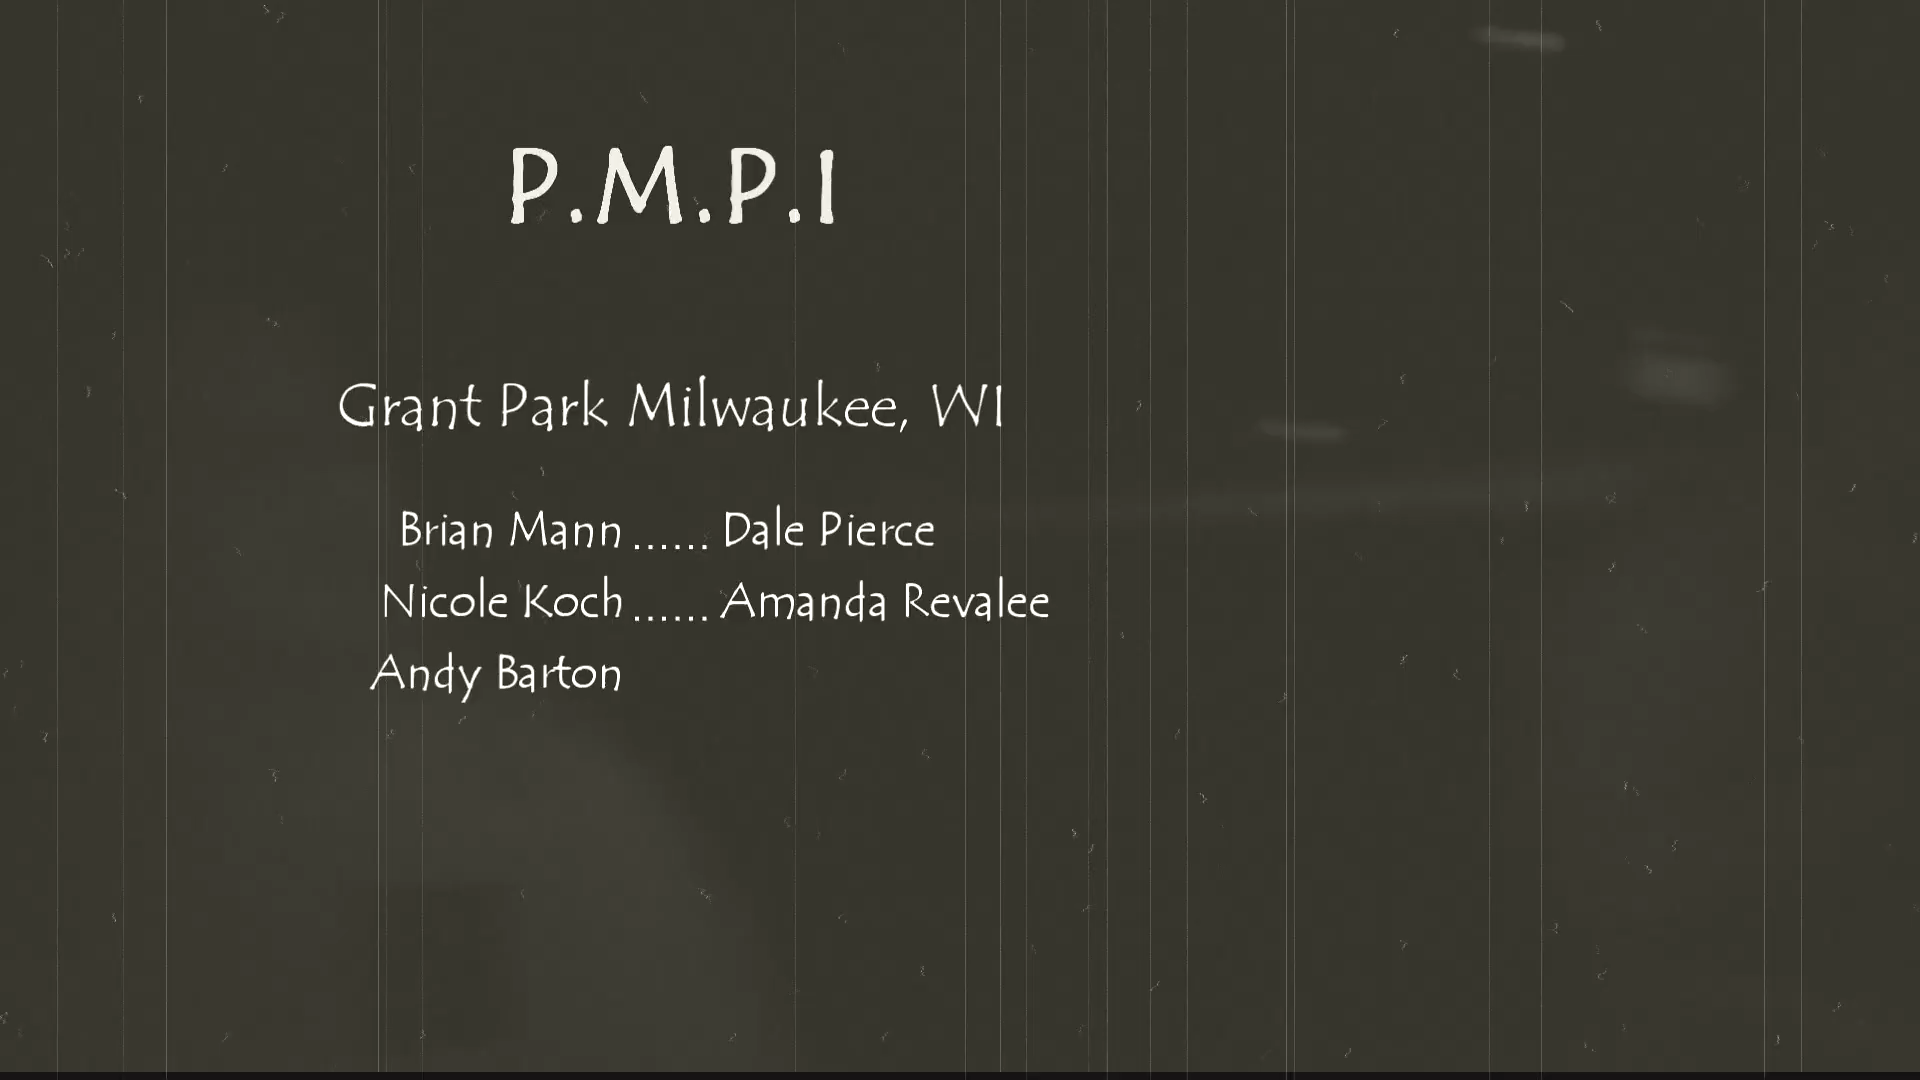 P.M.P.I
Grant Park Milwaukee, WI
Brian Mann ...... Dale Pierce
Nicole Koch ...... Amanda Revalee
Andy Barton